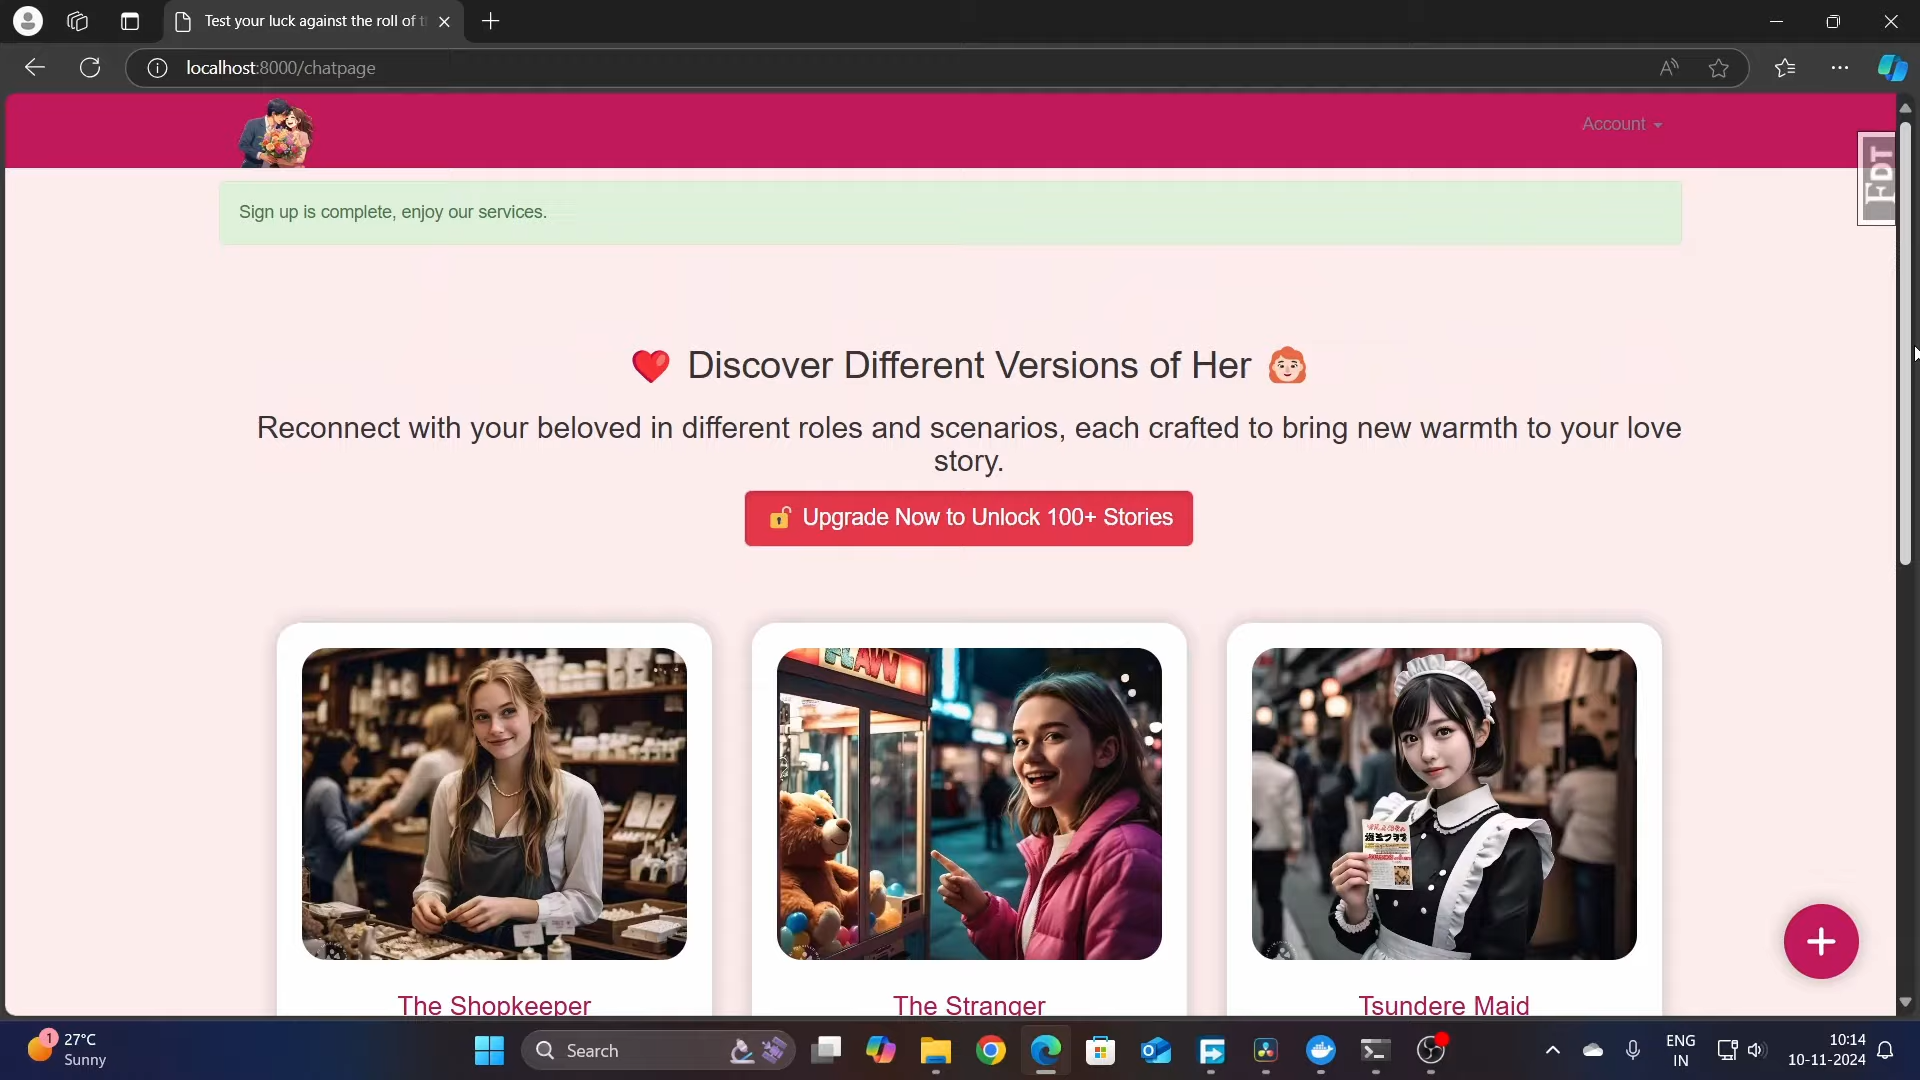 Test your luck against the roll of
localhost:8000/chatpage
Account
FDT
Sign up is complete, enjoy our services.
Discover Different Versions of Her
Reconnect with your beloved in different roles and scenarios, each crafted to bring new warmth to your love
story.
Upgrade Now to Unlock 100+ Stories
The Shopkeeper
The Stranger
Tsundere Maid
1
27°C
Sunny
Search
ENG
IN
10:14
10-11-2024